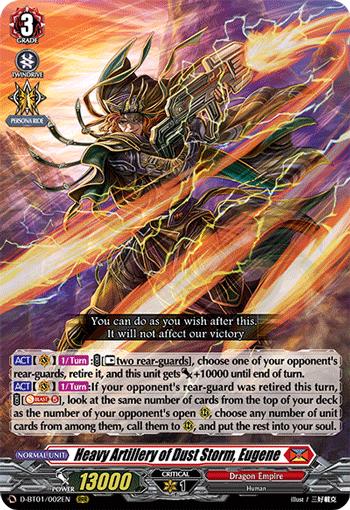 3
GRADE
TWINDRIVE
PERSONA RIDE
You can do as you wish after this.
It will not affect our victory
ACT 1/Turn : [ two rear-guards], choose one of your opponent's
rear-guards, retire it, and this unit gets +10000 until end of turn.
ACT 1/Turn :If your opponent's rear-guard was retired this turn,
[SOUL BLAST 5], look at the same number of cards from the top of your deck
as the number of your opponent's open , choose any number of unit
cards from among them, call them to , and put the rest into your soul.
NORMAL UNIT
Heavy Artillery of Dust Storm, Eugene
POWER 13000
CRITICAL
1
Dragon Empire
Human
D-BT01/002EN RRR
illust / 三好載克